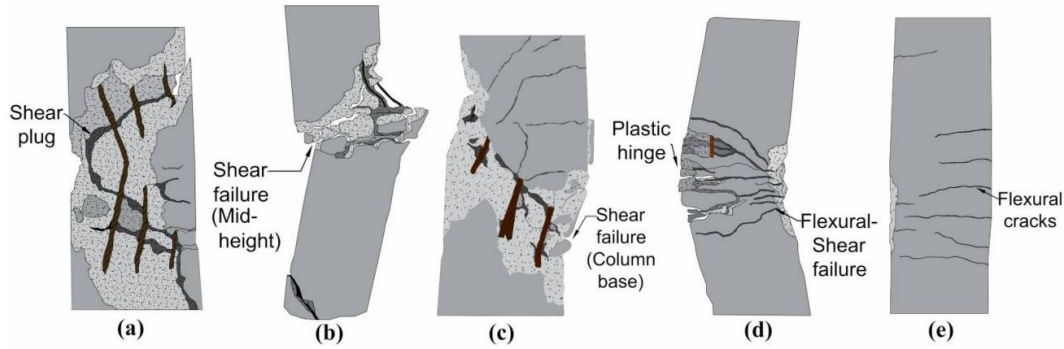 Shear
plug
(a)
Shear
failure
(Mid-
height)
(b)
Shear
failure
(Column
base)
(c)
Plastic
hinge
Flexural-
Shear
failure
(d)
Flexural
cracks
(e)